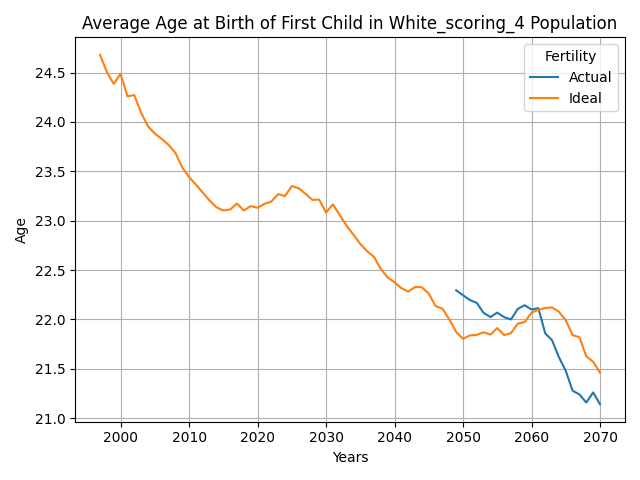 Average Age at Birth of First Child in White_scoring_4 Population
Fertility
Actual
Ideal
Age
24.5
24.0
23.5
23.0
22.5
22.0
21.5
21.0
2000 2010 2020 2030 2040 2050 2060 2070
Years